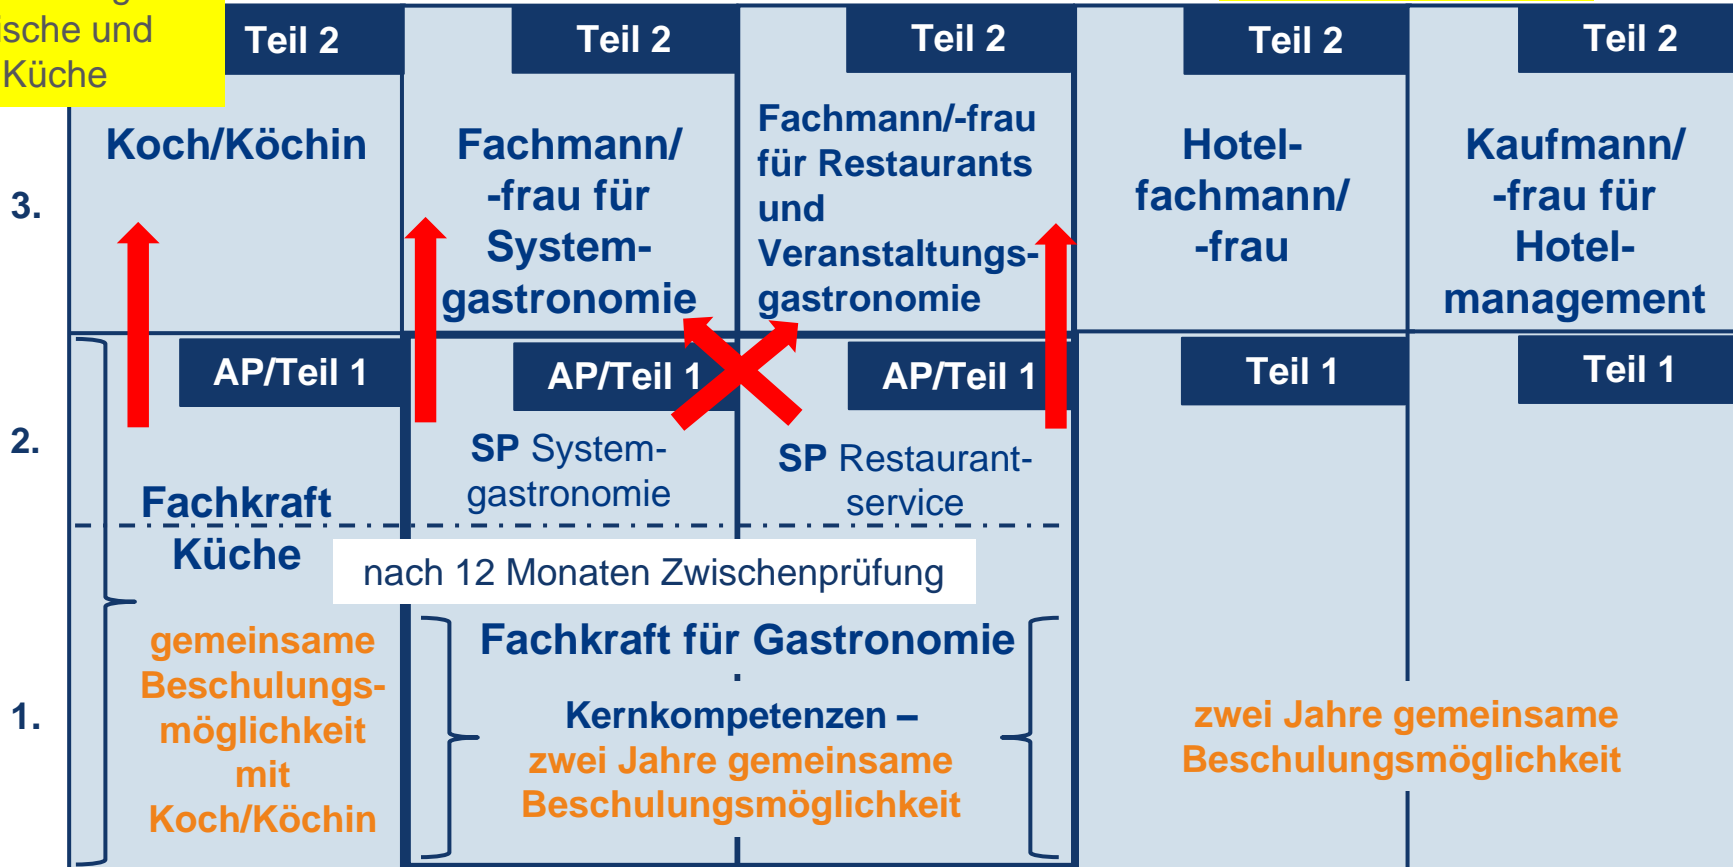 ische und
Küche
Teil 2
Teil 2
Teil 2
Teil 2
Teil 2
3.
Koch/Köchin
Fachmann/
-frau für
System-
gastronomie
Fachmann/-frau
für Restaurants
und
Veranstaltungs-
gastronomie
Hotel-
fachmann/
-frau
Kaufmann/
-frau für
Hotel-
management
AP/Teil 1
AP/Teil 1
AP/Teil 1
Teil 1
Teil 1
2.
SP System-
gastronomie
SP Restaurant-
service
Fachkraft
Küche
nach 12 Monaten Zwischenprüfung
1.
gemeinsame
Beschulungs-
möglichkeit
mit
Koch/Köchin
Fachkraft für Gastronomie
Kernkompetenzen –
zwei Jahre gemeinsame
Beschulungsmöglichkeit
zwei Jahre gemeinsame
Beschulungsmöglichkeit